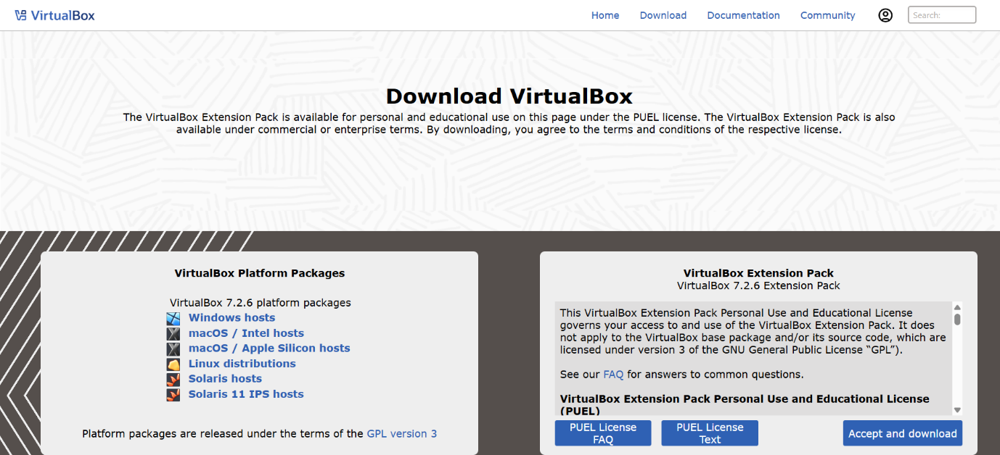 VirtualBox
Home
Download
Documentation
Community
Search:
Download VirtualBox
The VirtualBox Extension Pack is available for personal and educational use on this page under the PUEL license. The VirtualBox Extension Pack is also
available under commercial or enterprise terms. By downloading, you agree to the terms and conditions of the respective license.
VirtualBox Platform Packages
VirtualBox 7.2.6 platform packages
Windows hosts
macOS / Intel hosts
macOS / Apple Silicon hosts
Linux distributions
Solaris hosts
Solaris 11 IPS hosts
Platform packages are released under the terms of the GPL version 3
VirtualBox Extension Pack
VirtualBox 7.2.6 Extension Pack
This VirtualBox Extension Pack Personal Use and Educational License
governs your access to and use of the VirtualBox Extension Pack. It does
not apply to the VirtualBox base package and/or its source code, which are
licensed under version 3 of the GNU General Public License “GPL”).
See our FAQ for answers to common questions.
VirtualBox Extension Pack Personal Use and Educational License
(PUEL)
PUEL License
FAQ
PUEL License
Text
Accept and download